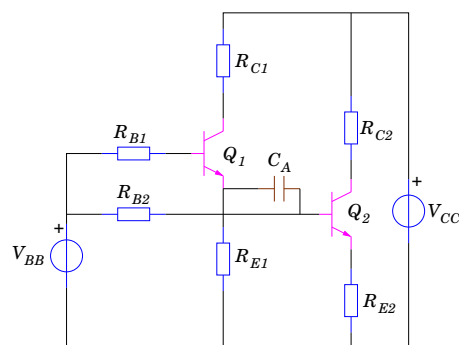 R_C1
R_B1
R_C2
Q_1
C_A
R_B2
Q_2
+
+
V_BB
V_CC
R_E1
R_E2